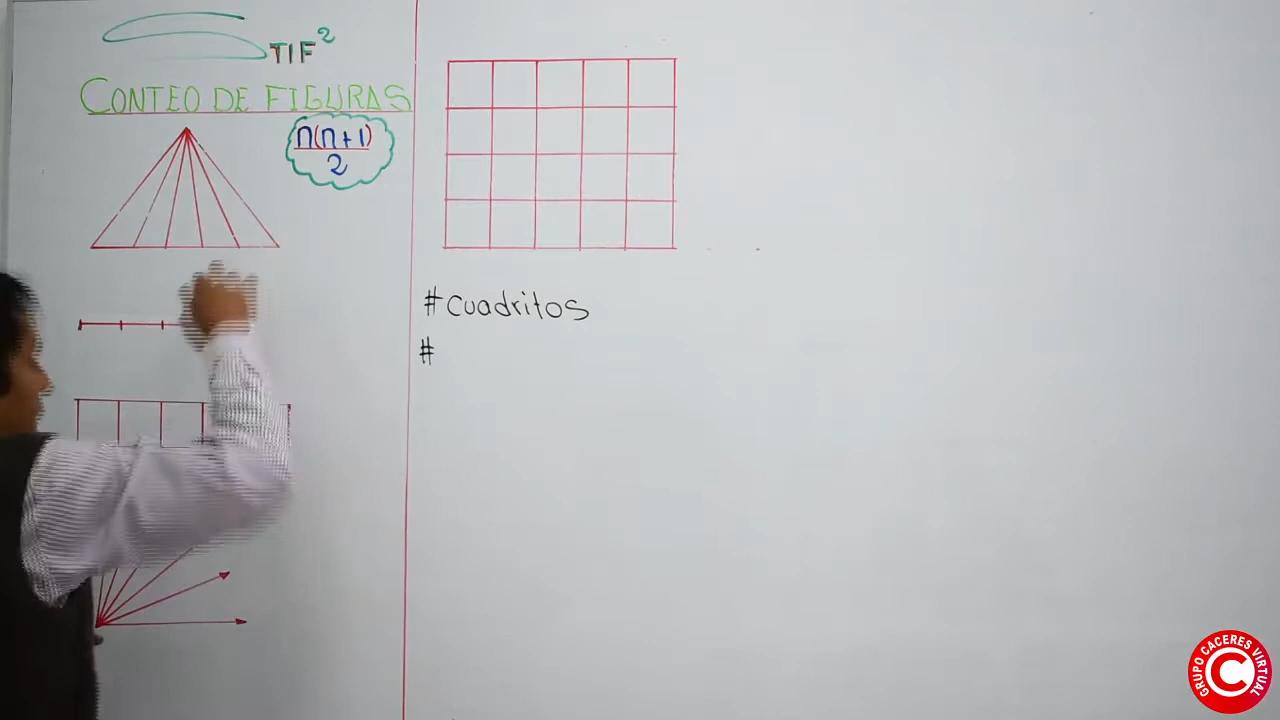 TIF²
CONTEO DE FIGURAS
n(n+1)
2
#cuadritos
#
GRUPO CACERES VIRTUAL
C